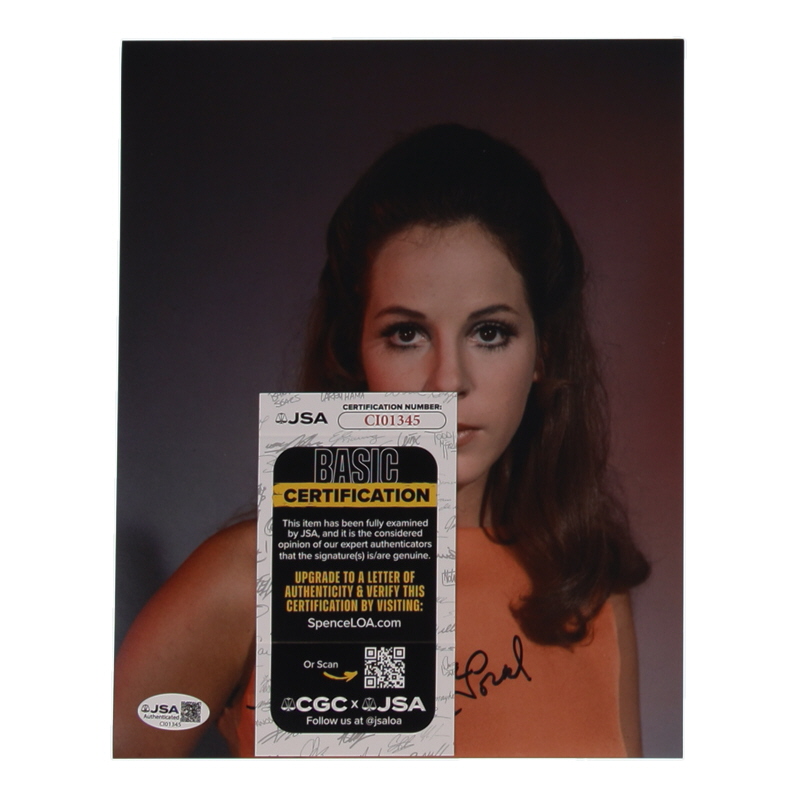 JSA
CERTIFICATION NUMBER:
CI01345
BASIC
CERTIFICATION
This item has been fully examined
by JSA, and it is the considered
opinion of our expert authenticators
that the signature(s) is/are genuine.
UPGRADE TO A LETTER OF
AUTHENTICITY & VERIFY THIS
CERTIFICATION BY VISITING:
SpenceLOA.com
Or Scan
CGC x JSA
Follow us at @jsaloa
JSA
Authenticated
CI01345